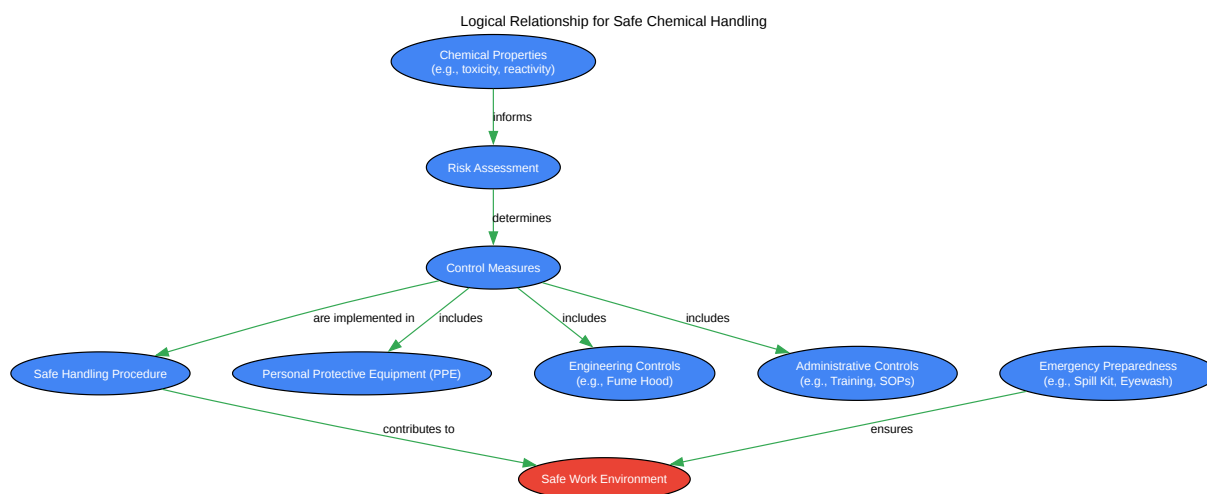 Logical Relationship for Safe Chemical Handling
Chemical Properties
(e.g., toxicity, reactivity)
informs
Risk Assessment
determines
Control Measures
are implemented in
includes
includes
includes
Safe Handling Procedure
Personal Protective Equipment (PPE)
Engineering Controls
(e.g., Fume Hood)
Administrative Controls
(e.g., Training, SOPs)
Emergency Preparedness
(e.g., Spill Kit, Eyewash)
contributes to
ensures
Safe Work Environment